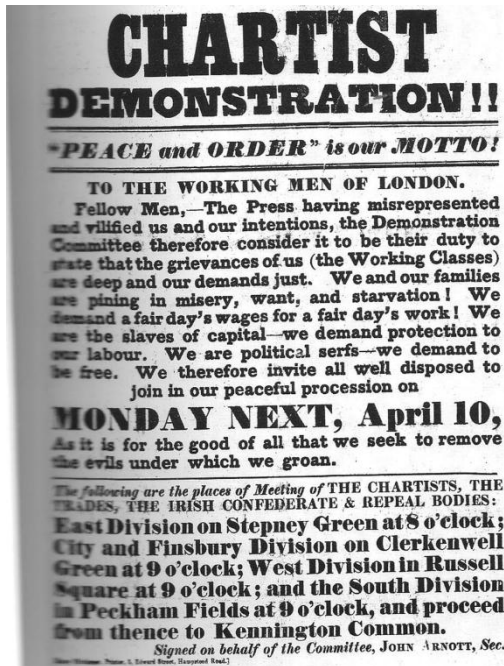 CHARTIST
DEMONSTRATION!!
"PEACE and ORDER" is our MOTTO!
TO THE WORKING MEN OF LONDON.
Fellow Men,—The Press having misrepresented
and vilified us and our intentions, the Demonstration
Committee therefore consider it to be their duty to
state that the grievances of us (the Working Classes)
are deep and our demands just. We and our families
are pining in misery, want, and starvation! We
demand a fair day's wages for a fair day's work! We
are the slaves of capital—we demand protection to
our labour. We are political serfs—we demand to
be free. We therefore invite all well disposed to
join in our peaceful procession on
MONDAY NEXT, April 10,
As it is for the good of all that we seek to remove
the evils under which we groan.
The following are the places of Meeting of THE CHARTISTS, THE
TRADES, THE IRISH CONFEDERATE & REPEAL BODIES:
East Division on Stepney Green at 8 o'clock;
City and Finsbury Division on Clerkenwell
Green at 9 o'clock; West Division in Russell
Square at 9 o'clock; and the South Division
in Peckham Fields at 9 o'clock, and proceed
from thence to Kennington Common.
Signed on behalf of the Committee, JOHN ARNOTT, Sec.
Printer, Edward Street, Hampstead Road.]